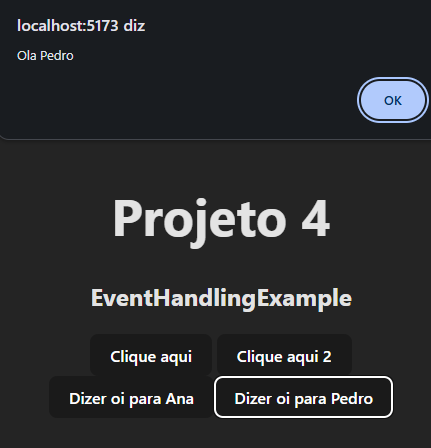 localhost:5173 diz
Ola Pedro
OK
Projeto 4
EventHandlingExample
Clique aqui Clique aqui 2
Dizer oi para Ana Dizer oi para Pedro